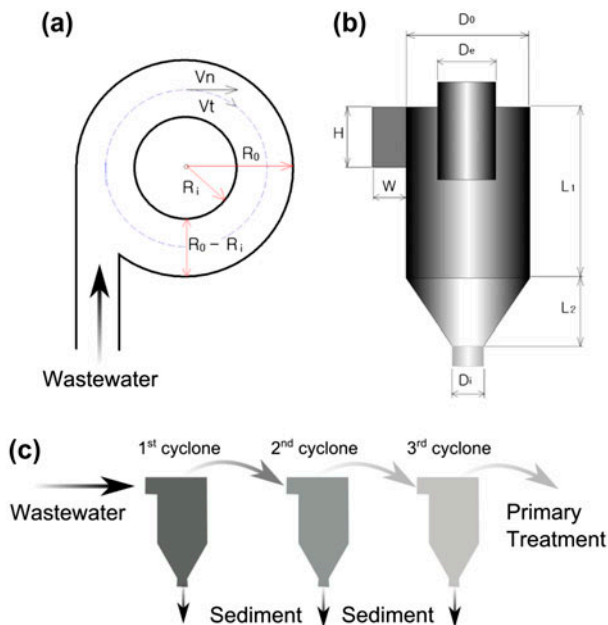 (a)
Vn
Vt
R₀
Rᵢ
R₀ – Rᵢ
Wastewater
(b)
D₀
Dₑ
H
W
L₁
L₂
Dᵢ
(c)
1ˢᵗ cyclone
2ⁿᵈ cyclone
3ʳᵈ cyclone
Wastewater
Primary
Treatment
Sediment
Sediment